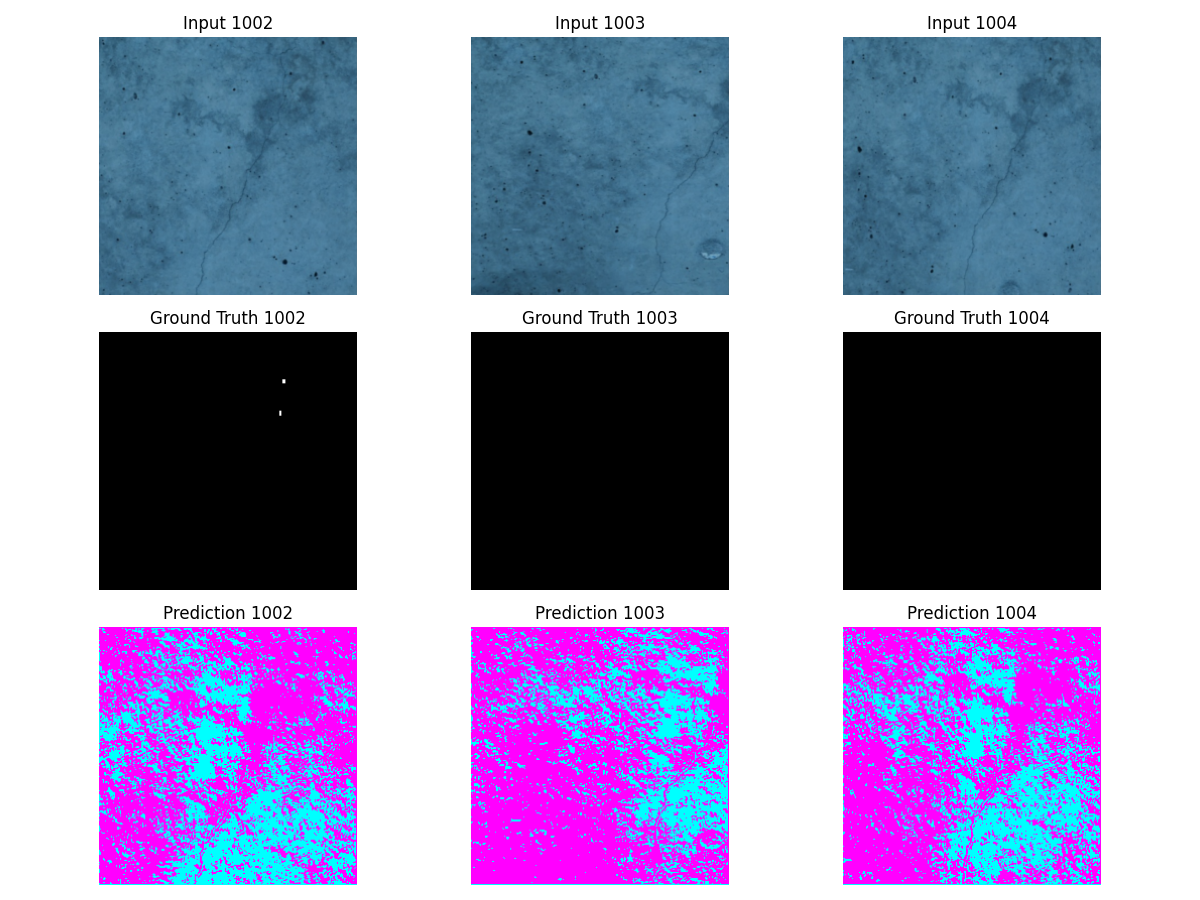 Input 1002
Input 1003
Input 1004
Ground Truth 1002
Ground Truth 1003
Ground Truth 1004
Prediction 1002
Prediction 1003
Prediction 1004